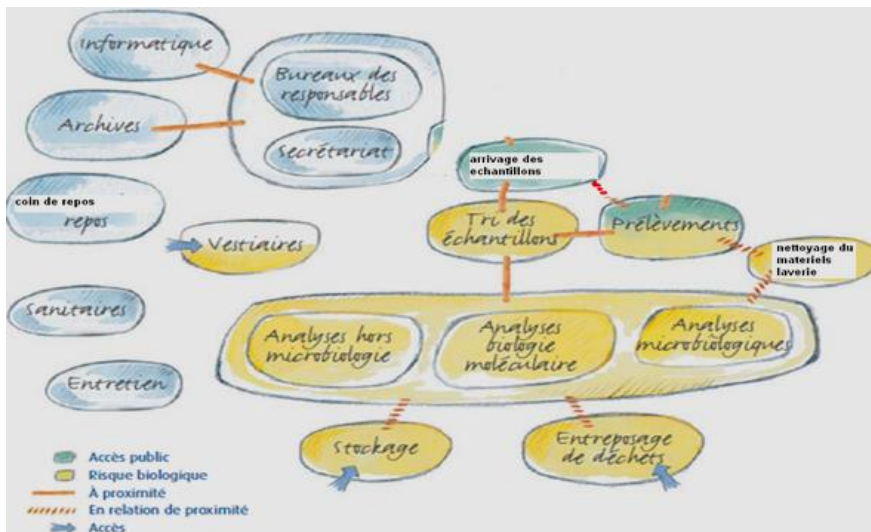 Informatique
Bureaux des
responsables
Archives
Secrétariat
arrivage des
echantillons
coin de repos
repos
Vestiaires
Tri des
échantillons
Prélèvements
nettoyage du
materiels
laverie
Sanitaires
Analyses hors
microbiologie
Analyses
biologie
moléculaire
Analyses
microbiologiques
Entretien
Stockage
Entreposage
de déchets
Accès public
Risque biologique
À proximité
En relation de proximité
Accès